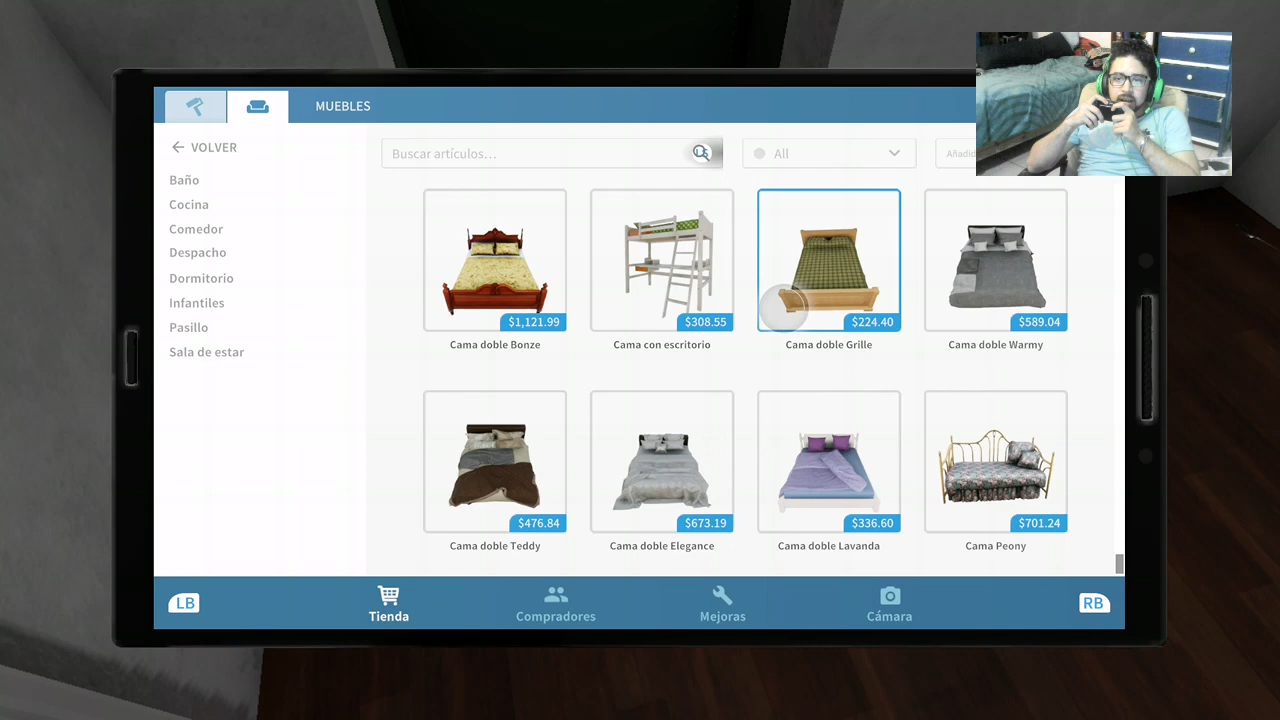 MUEBLES
VOLVER
Buscar artículos...
LS
All
Añadid
Baño
Cocina
Comedor
Despacho
Dormitorio
Infantiles
Pasillo
Sala de estar
$1,121.99
$308.55
$224.40
$589.04
Cama doble Bonze
Cama con escritorio
Cama doble Grille
Cama doble Warmy
$476.84
$673.19
$336.60
$701.24
Cama doble Teddy
Cama doble Elegance
Cama doble Lavanda
Cama Peony
LB
Tienda
Compradores
Mejoras
Cámara
RB